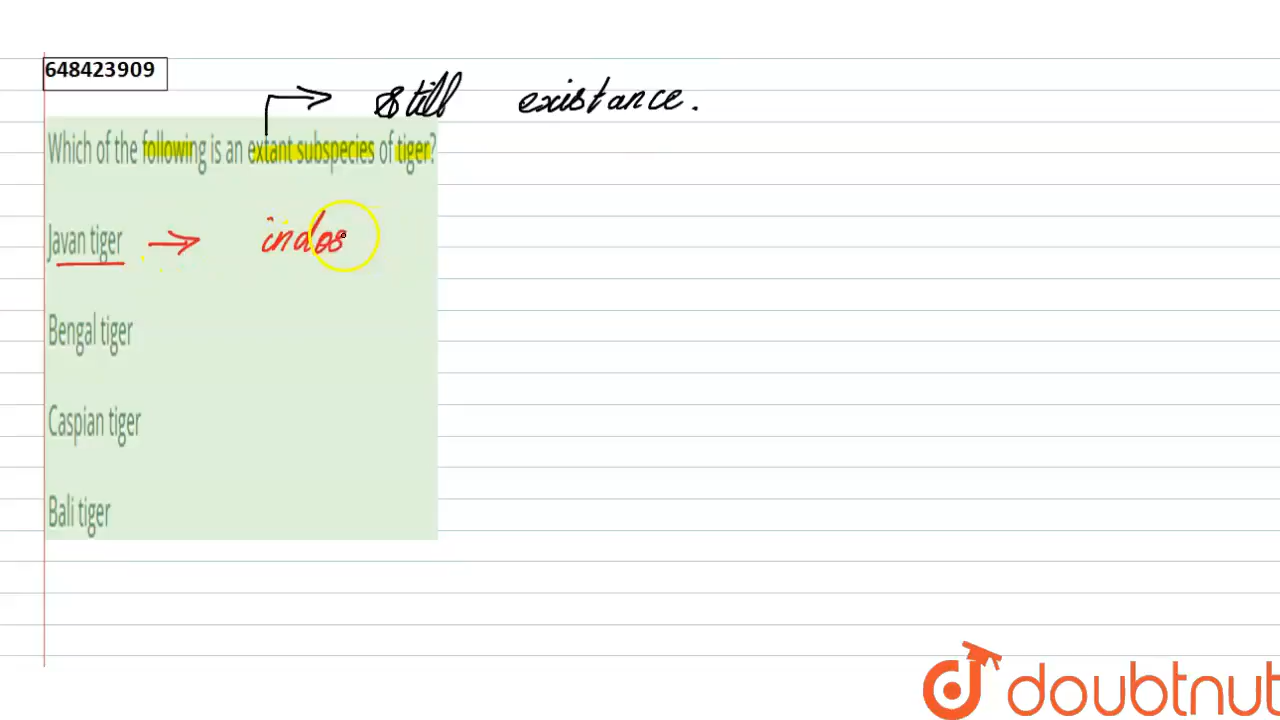 648423909
still existance.
Which of the following is an extant subspecies of tiger?
Javan tiger → indos
Bengal tiger
Caspian tiger
Bali tiger
doubtnut